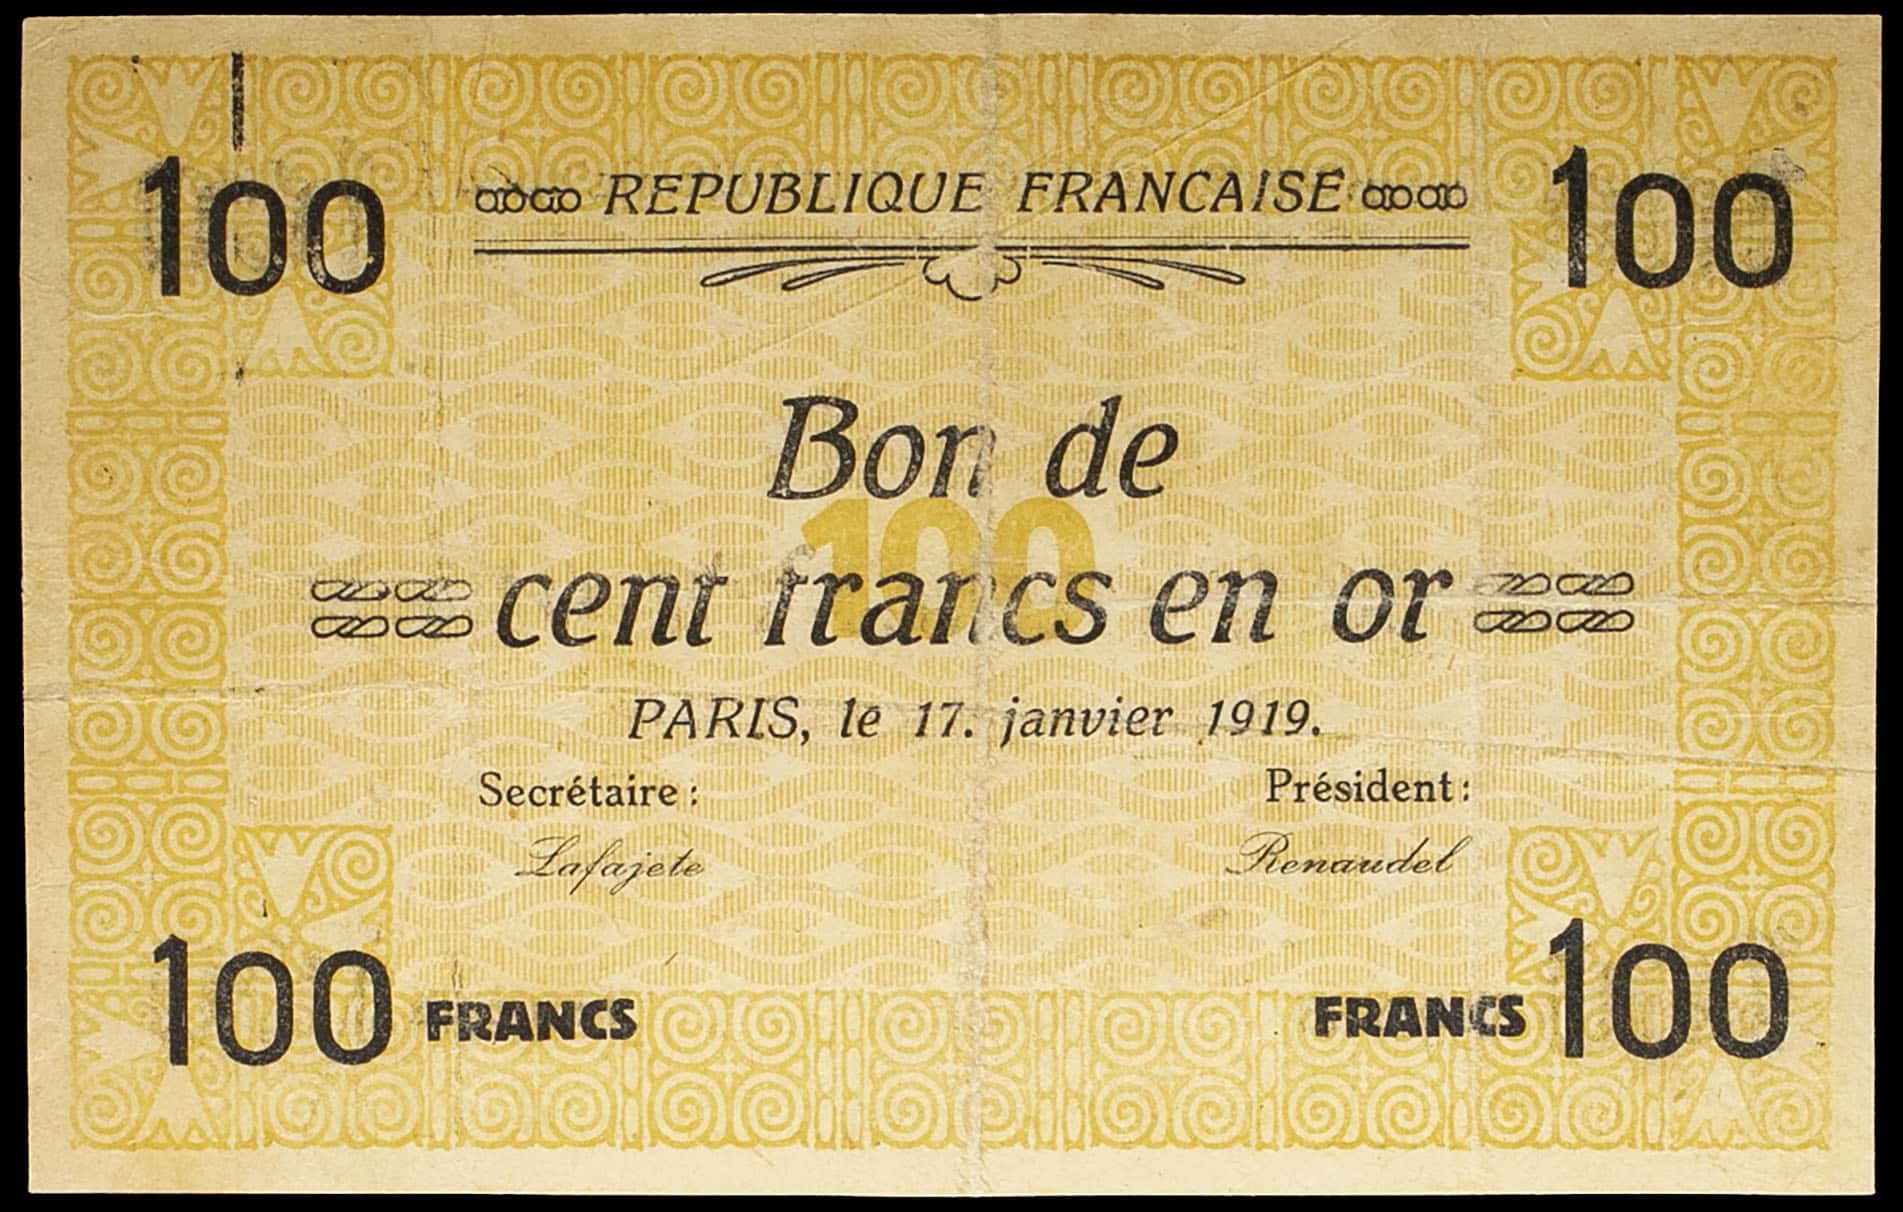 100 REPUBLIQUE FRANCAISE 100
Bon de
100
cent francs en or
PARIS, le 17. janvier 1919.
Secrétaire : Président :
Lafajete Renaudel
100 FRANCS FRANCS 100